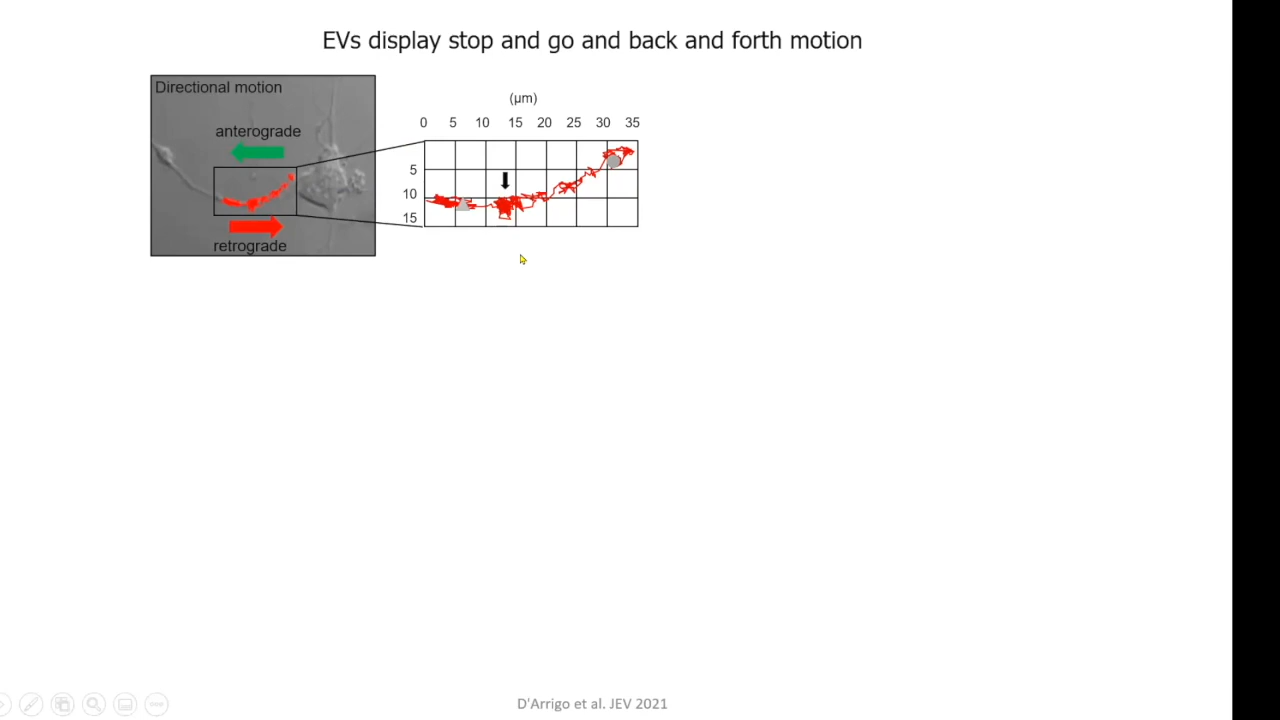 EVs display stop and go and back and forth motion
Directional motion
anterograde
retrograde
(µm)
0 5 10 15 20 25 30 35
5
10
15
D'Arrigo et al. JEV 2021